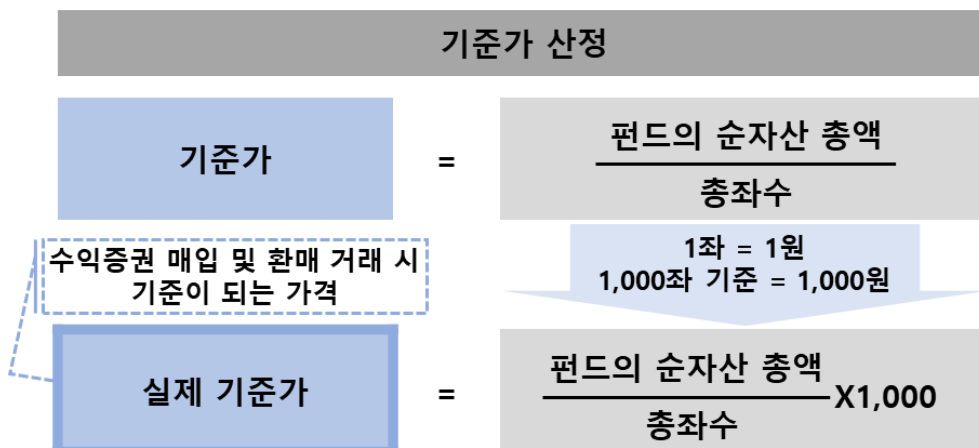 기준가 산정
기준가
=
펀드의 순자산 총액
총좌수
수익증권 매입 및 환매 거래 시
기준이 되는 가격
1좌 = 1원
1,000좌 기준 = 1,000원
실제 기준가
=
펀드의 순자산 총액
총좌수
X1,000